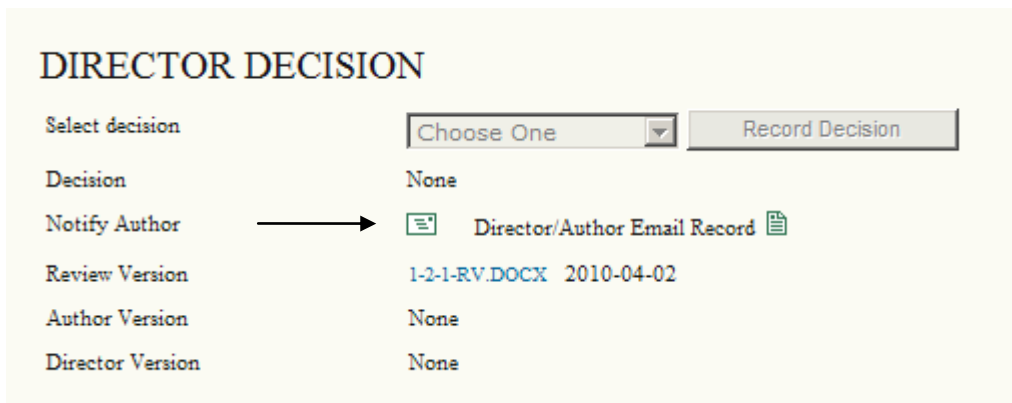 DIRECTOR DECISION
Select decision Choose One Record Decision
Decision None
Notify Author Director/Author Email Record
Review Version 1-2-1-RV.DOCX 2010-04-02
Author Version None
Director Version None